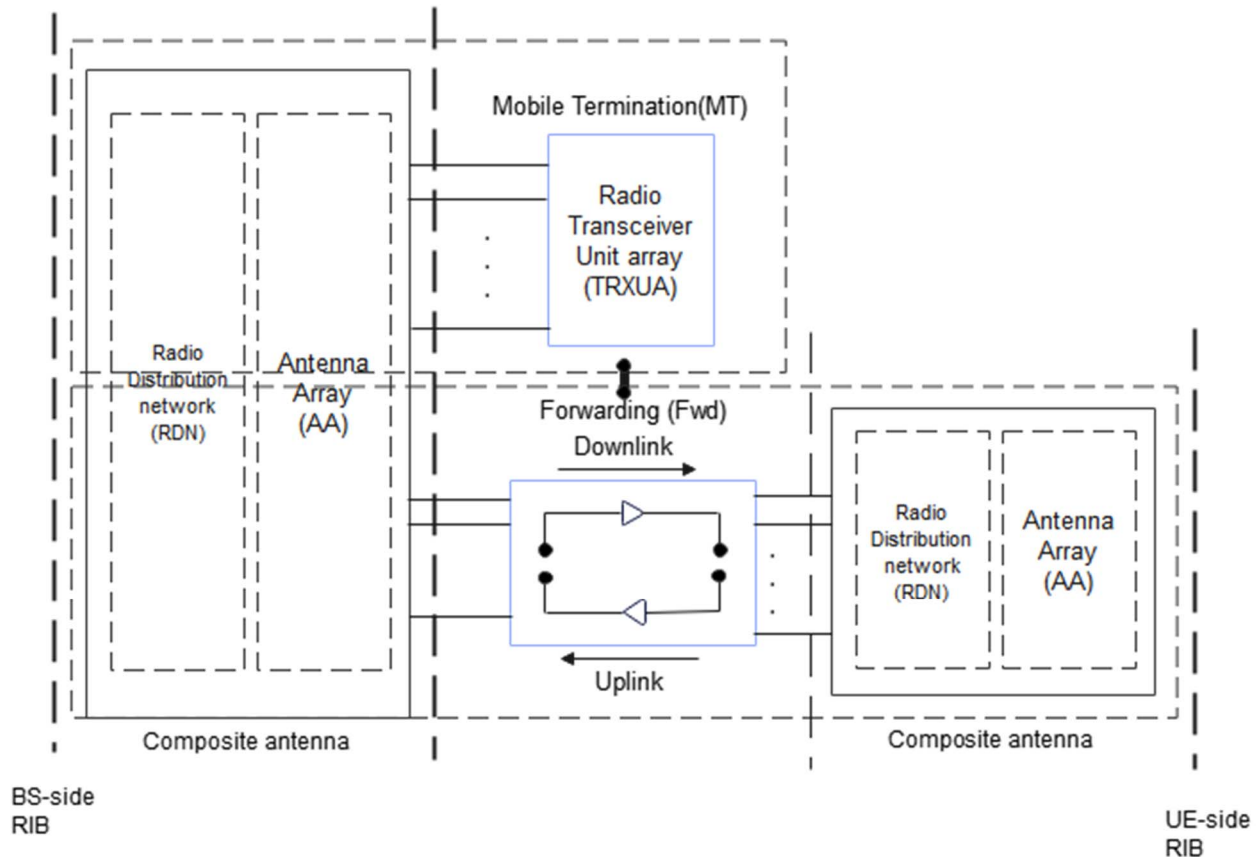 Mobile Termination(MT)
Radio
Transceiver
Unit array
(TRXUA)
Radio
Distribution
network
(RDN)
Antenna
Array
(AA)
Forwarding (Fwd)
Downlink
Uplink
Radio
Distribution
network
(RDN)
Antenna
Array
(AA)
Composite antenna
Composite antenna
BS-side
RIB
UE-side
RIB